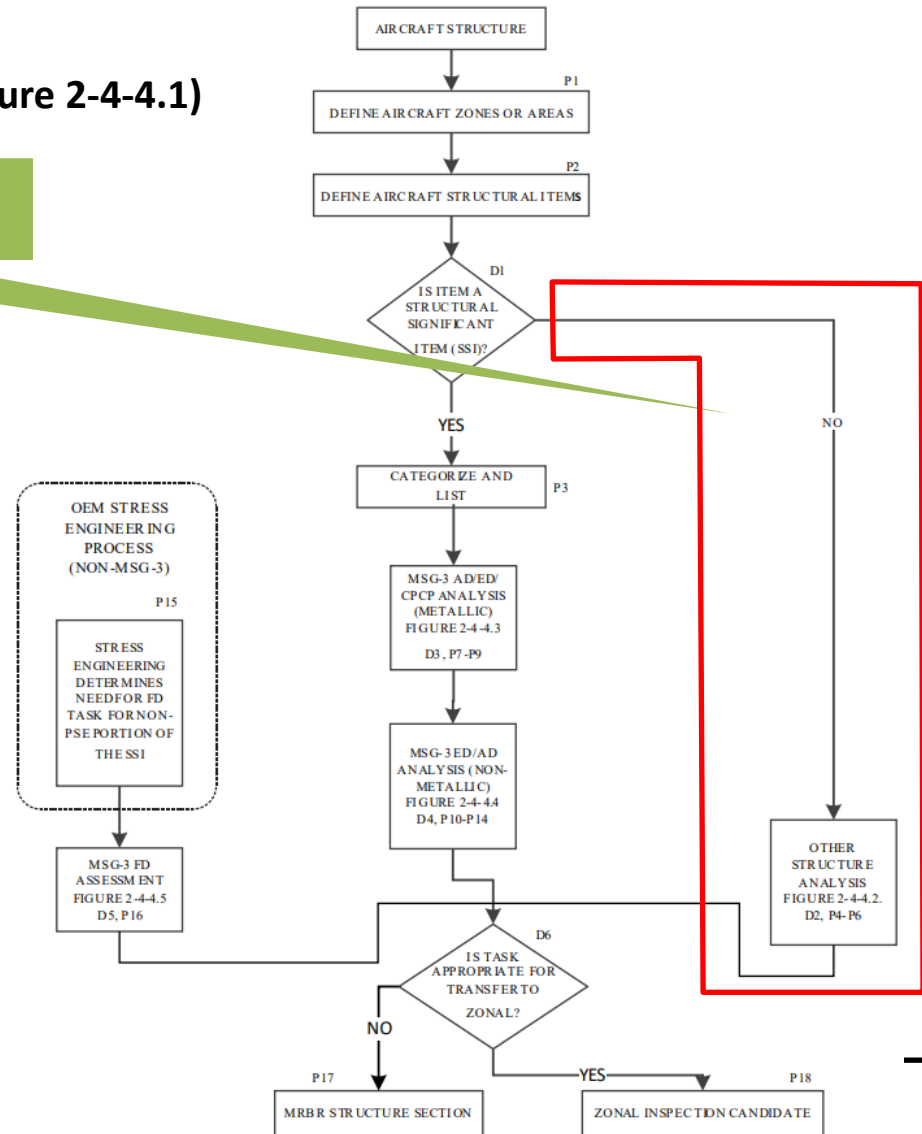 AIRCRAFT STRUCTURE
ure 2-4-4.1)
P1
DEFINE AIRCRAFT ZONES OR AREAS
P2
DEFINE AIRCRAFT STRUCTURAL ITEMS
D1
IS ITEM A
STRUCTURAL
SIGNIFICANT
ITEM (SSI)?
YES
NO
CATEGORIZE AND
LIST
P3
OEM STRESS
ENGINEERING
PROCESS
(NON-MSG-3)
P15
STRESS
ENGINEERING
DETERMINES
NEED FOR FD
TASK FOR NON-
PSE PORTION OF
THE SSI
MSG-3 AD/ED/
CPCP ANALYSIS
(METALLIC)
FIGURE 2-4-4.3
D3, P7-P9
MSG-3 ED/AD
ANALYSIS (NON-
METALLIC)
FIGURE 2-4-4.4
D4, P10-P14
MSG-3 FD
ASSESSMENT
FIGURE 2-4-4.5
D5, P16
OTHER
STRUCTURE
ANALYSIS
FIGURE 2-4-4.2.
D2, P4-P6
D6
IS TASK
APPROPRIATE FOR
TRANSFER TO
ZONAL?
NO
YES
P17
MRBR STRUCTURE SECTION
P18
ZONAL INSPECTION CANDIDATE